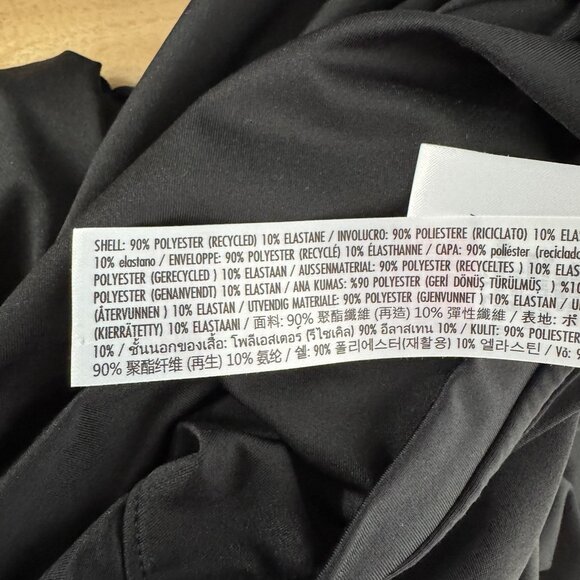 SHELL: 90% POLYESTER (RECYCLED) 10% ELASTANE / INVOLUCRO: 90% POLIESTERE (RICICLATO) 10%
10% elastano / ENVELOPPE: 90% POLYESTER (RECYCLÉ) 10% ÉLASTHANNE / CAPA: 90% poliéster
POLYESTER (GERECYCLED ) 10% ELASTAAN / AUSSENMATERIAL: 90% POLYESTER (RECYCELTES ) 10%
POLYESTER (GENANVENDT) 10% ELASTAN / ANA KUMAS: %90 POLYESTER (GERİ DÖNÜŞ TÜRÜLMÜŞ )
(ÅTERVUNNEN ) 10% ELASTAN / UTVENDIG MATERIALE: 90% POLYESTER (GJENVUNNET ) 10% ELASTAN /
(KIERRÄTETTY) 10% ELASTAANI / 面料: 90% 聚酯纖維 (再造) 10% 彈性纖維 / 表地: ポ
10% / ชั้นนอกของเสื้อ: โพลีเอสเตอร (รีไซเคิล) 90% อีลาสเทน 10% / KULIT: 90% POLIESTER
90% 聚酯纤维 (再生) 10% 氨纶 / 쉘: 90% 폴리에스터(재활용) 10% 엘라스틴 / Vỏ: